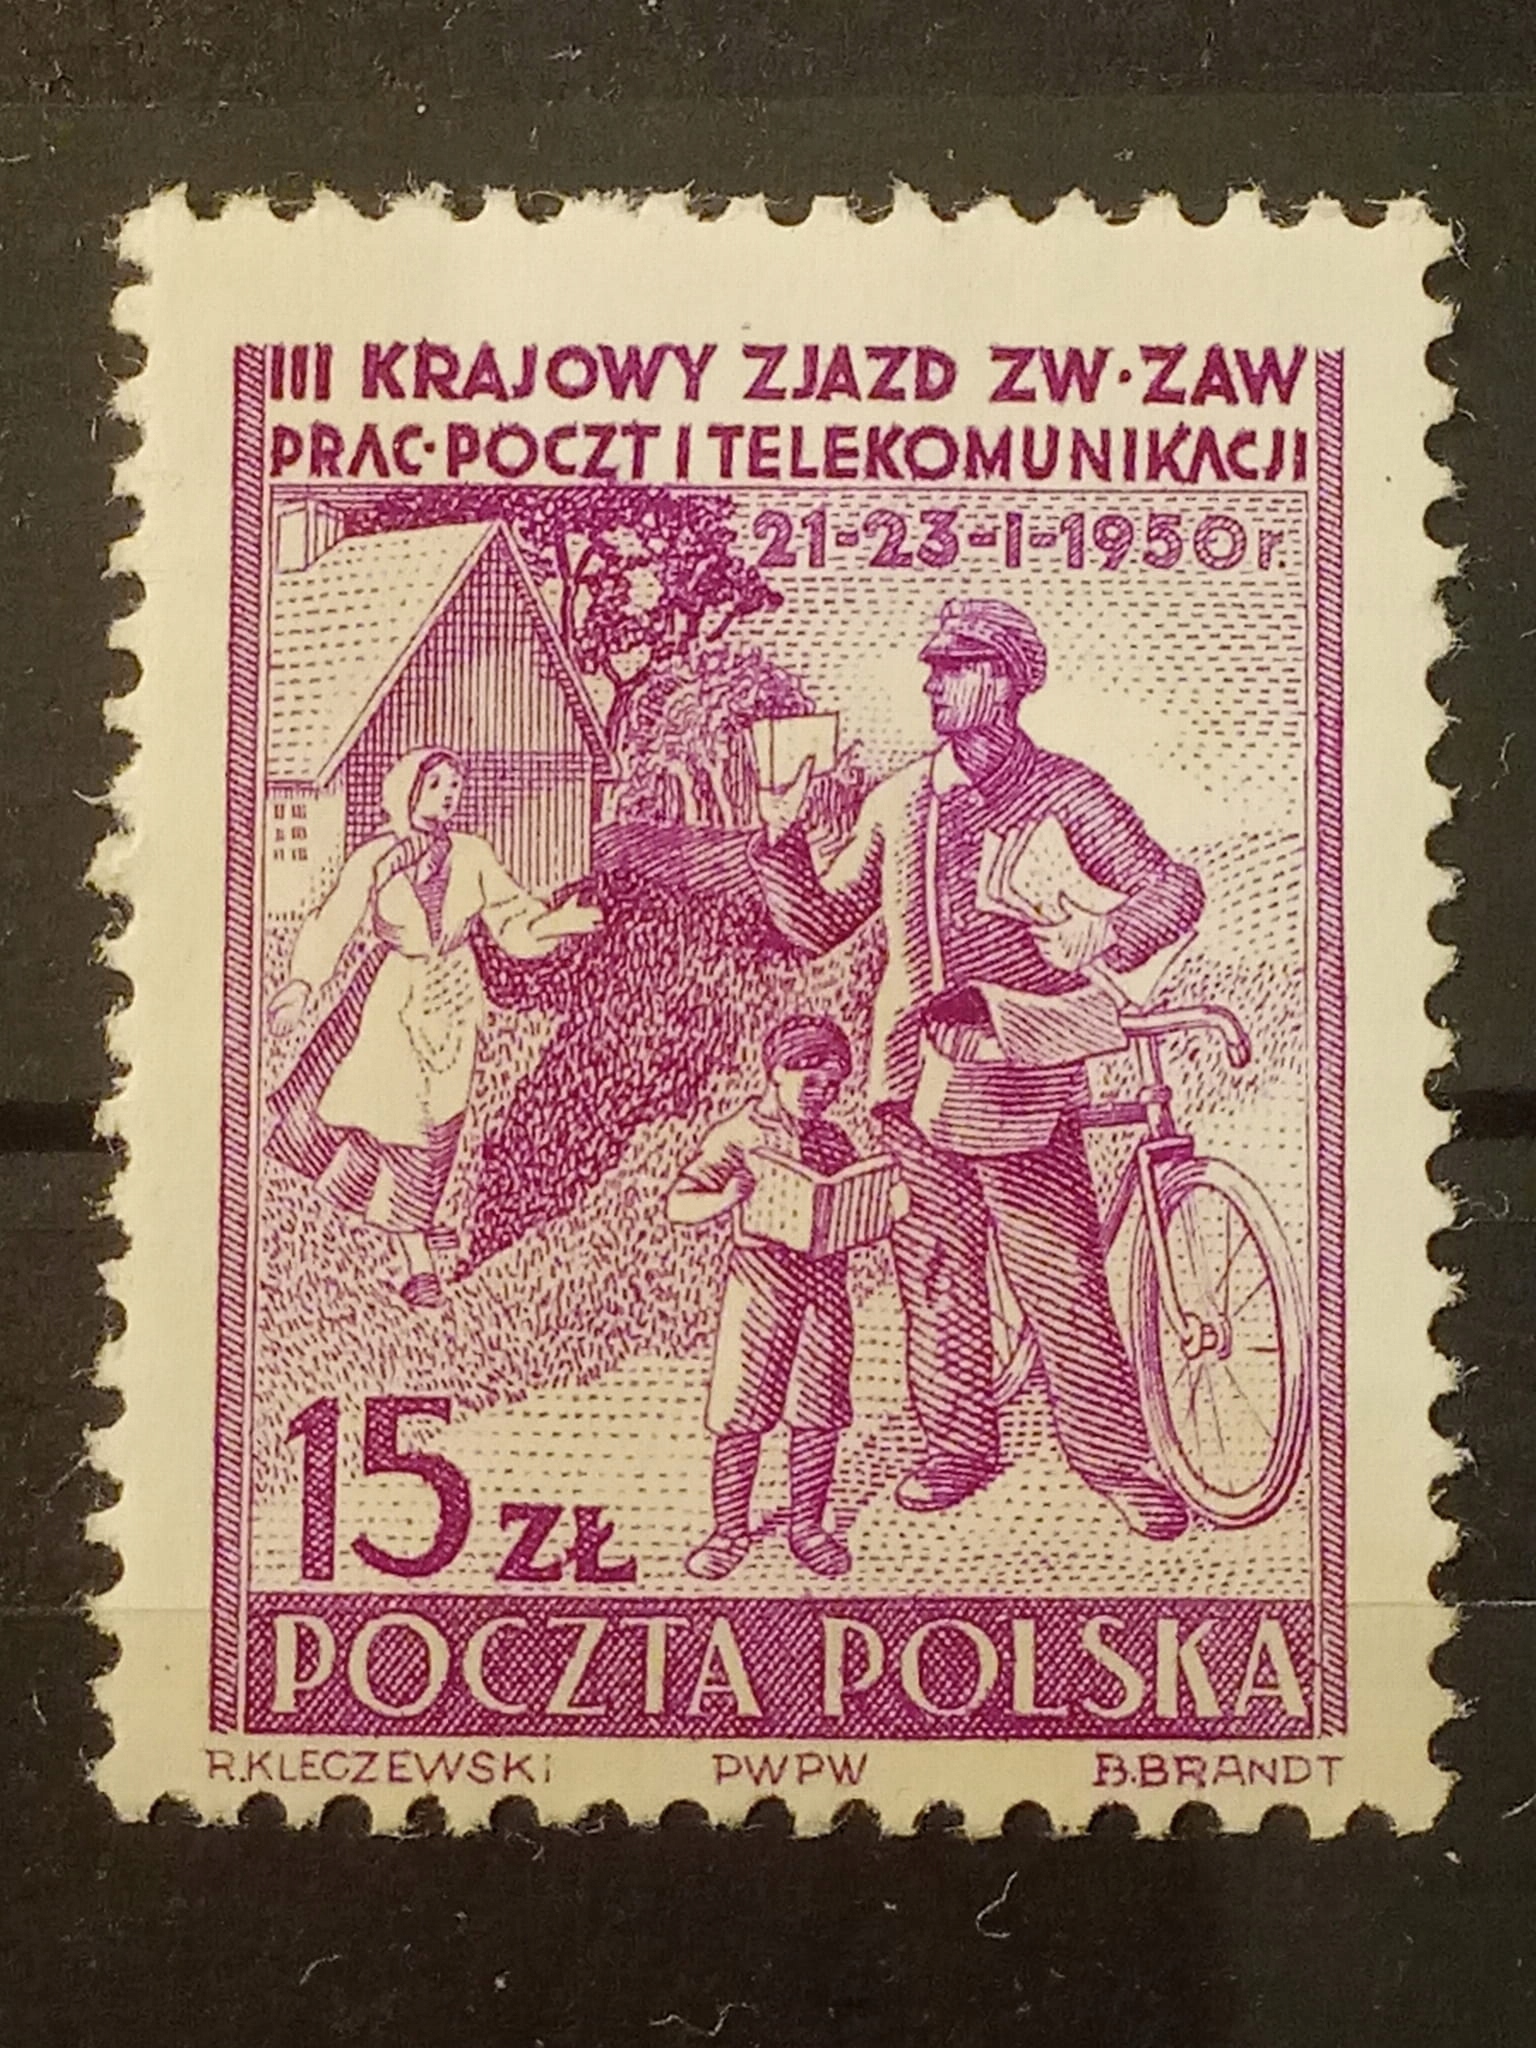 III KRAJOWY ZJAZD ZW·ZAW
PRAC·POCZT I TELEKOMUNIKACJI
21-23-I-1950r.
15 ZŁ
POCZTA POLSKA
R.KLECZEWSKI PWPW B.BRANDT